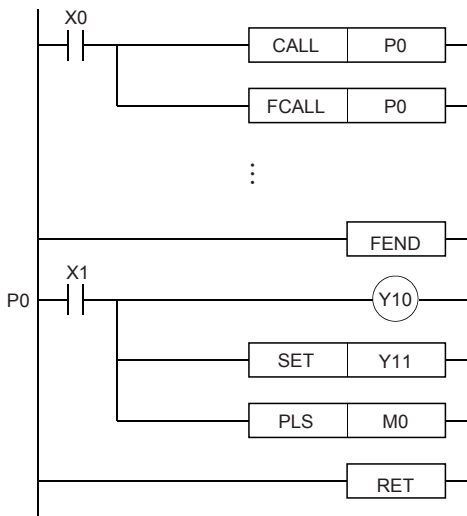 X0
CALL P0
FCALL P0
⋮
FEND
P0 X1 Y10
SET Y11
PLS M0
RET